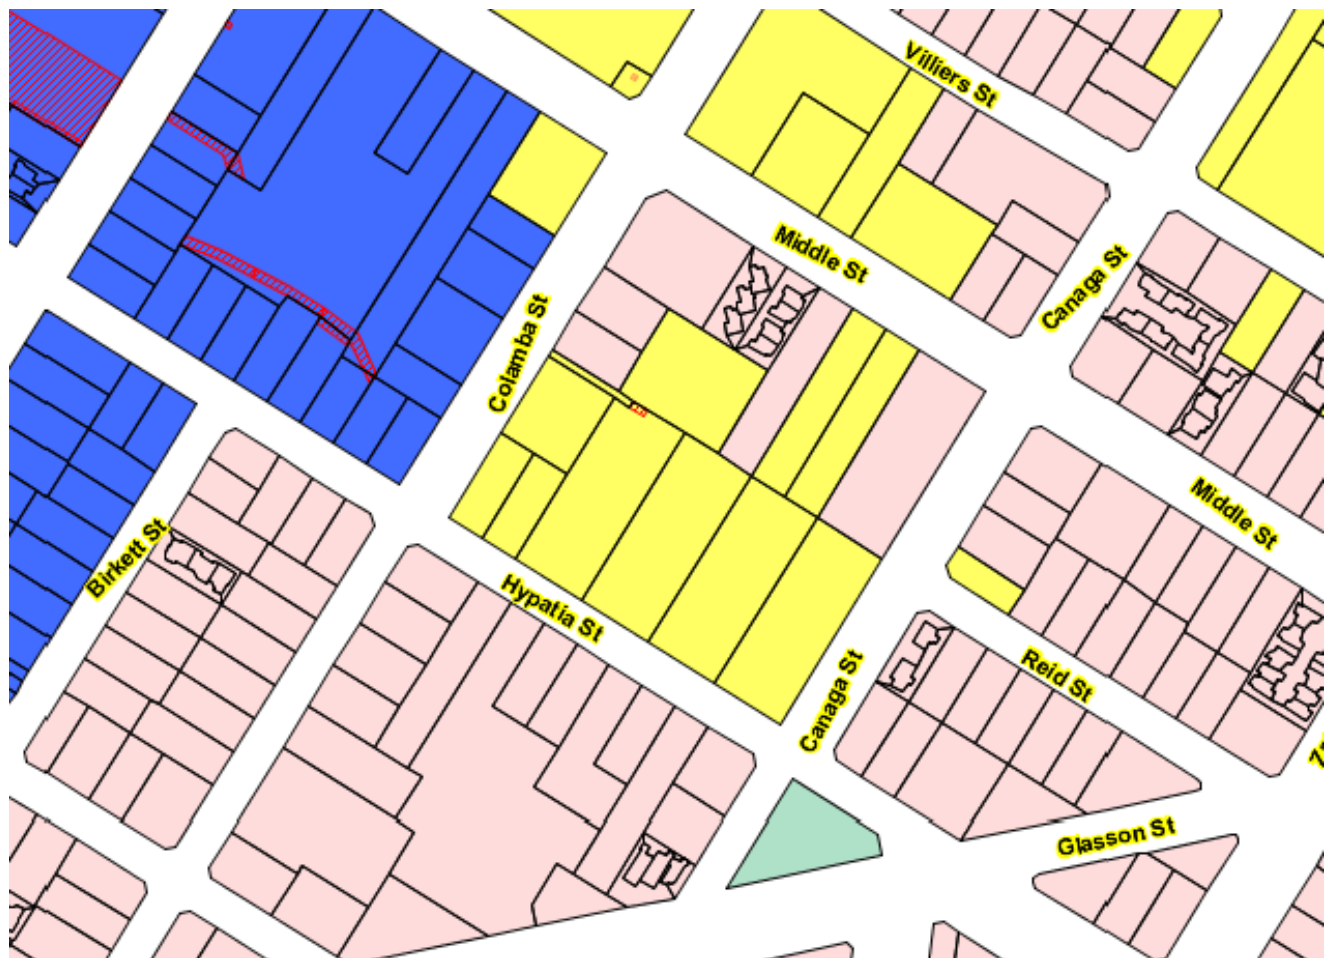 Villiers St
Middle St
Canaga St
Colamba St
Middle St
Birkett St
Hypatia St
Reid St
Canaga St
Glasson St